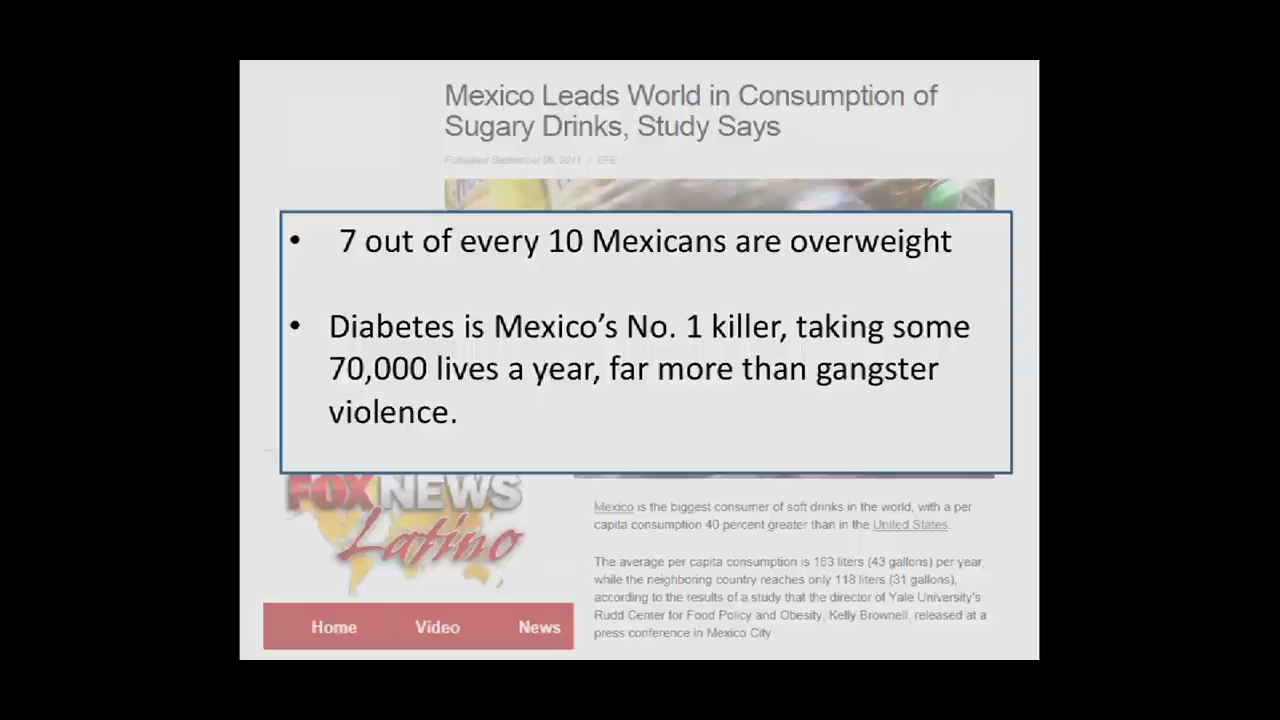 Mexico Leads World in Consumption of
Sugary Drinks, Study Says
Published September 06, 2011 / EFE
• 7 out of every 10 Mexicans are overweight
• Diabetes is Mexico’s No. 1 killer, taking some
70,000 lives a year, far more than gangster
violence.
FOX NEWS
Latino
Home Video News
Mexico is the biggest consumer of soft drinks in the world, with a per
capita consumption 40 percent greater than in the United States.
The average per capita consumption is 163 liters (43 gallons) per year,
while the neighboring country reaches only 118 liters (31 gallons),
according to the results of a study that the director of Yale University's
Rudd Center for Food Policy and Obesity, Kelly Brownell, released at a
press conference in Mexico City